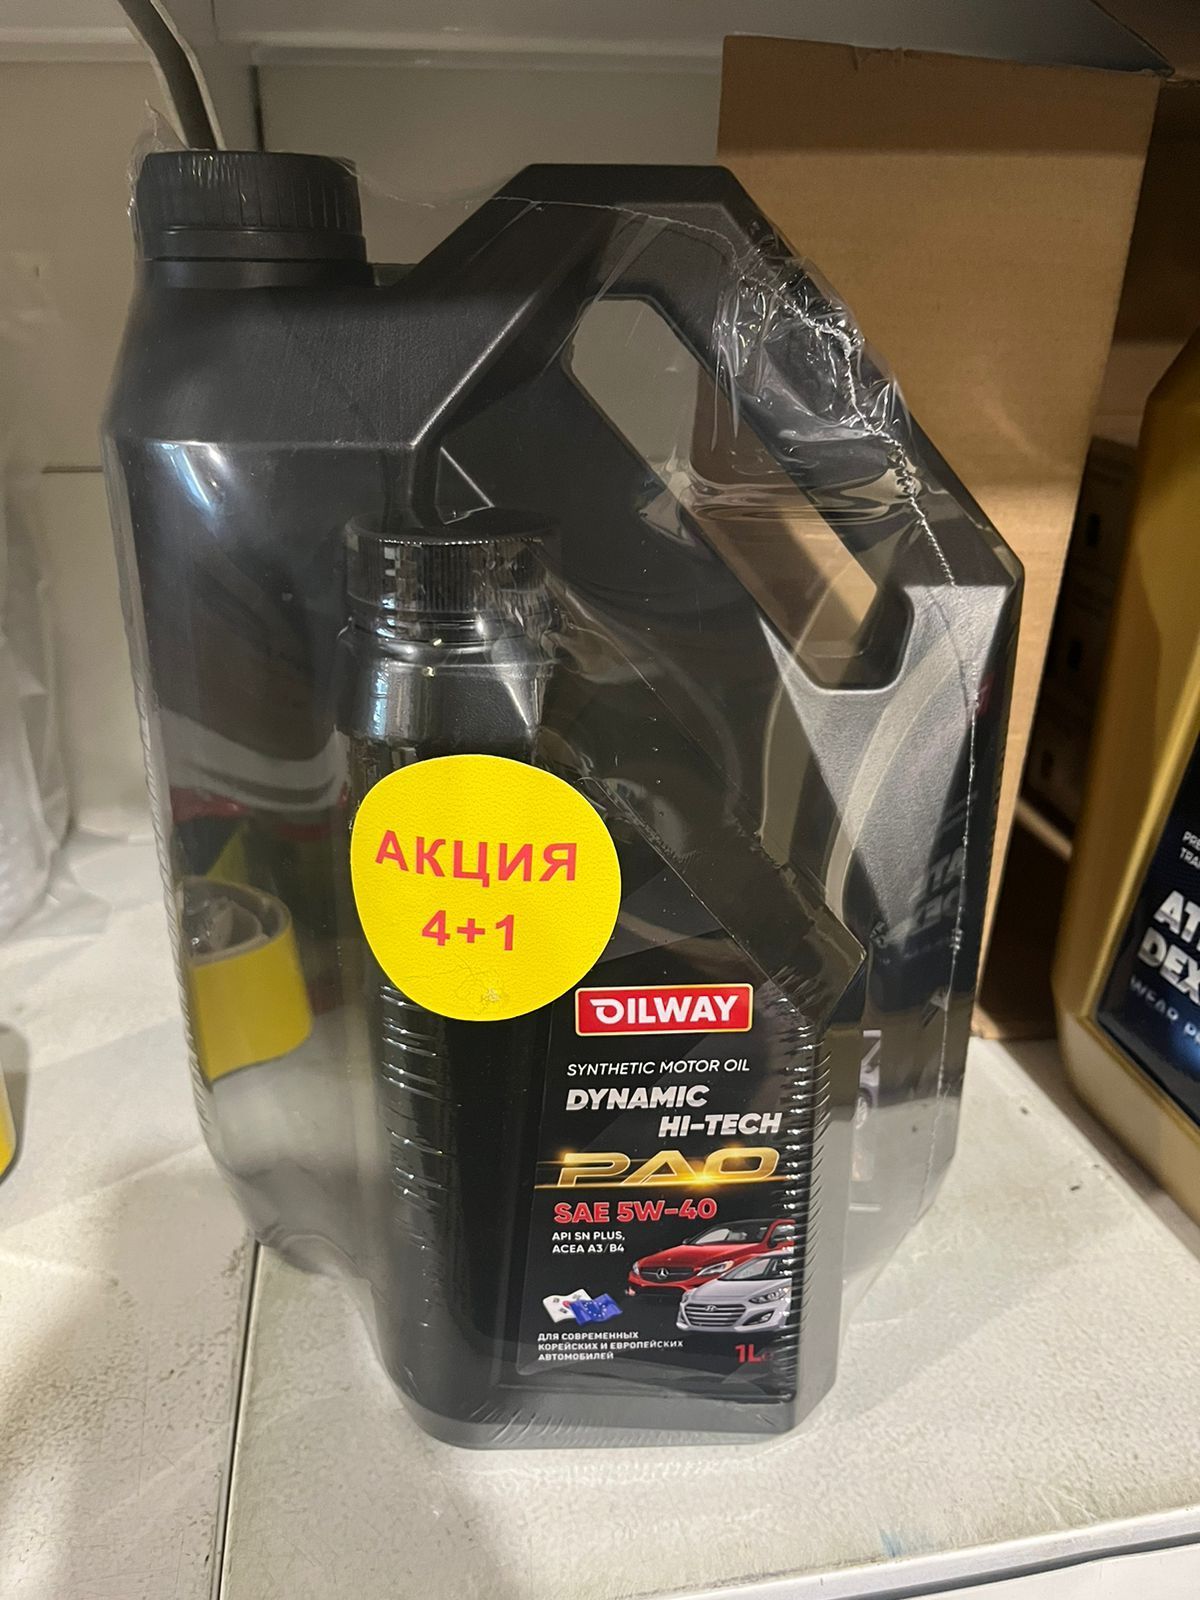 АКЦИЯ
4+1
OILWAY
SYNTHETIC MOTOR OIL
DYNAMIC
HI-TECH
PAO
SAE 5W-40
API SN PLUS,
ACEA A3/B4
ДЛЯ СОВРЕМЕННЫХ
КОРЕЙСКИХ И ЕВРОПЕЙСКИХ
АВТОМОБИЛЕЙ
1L